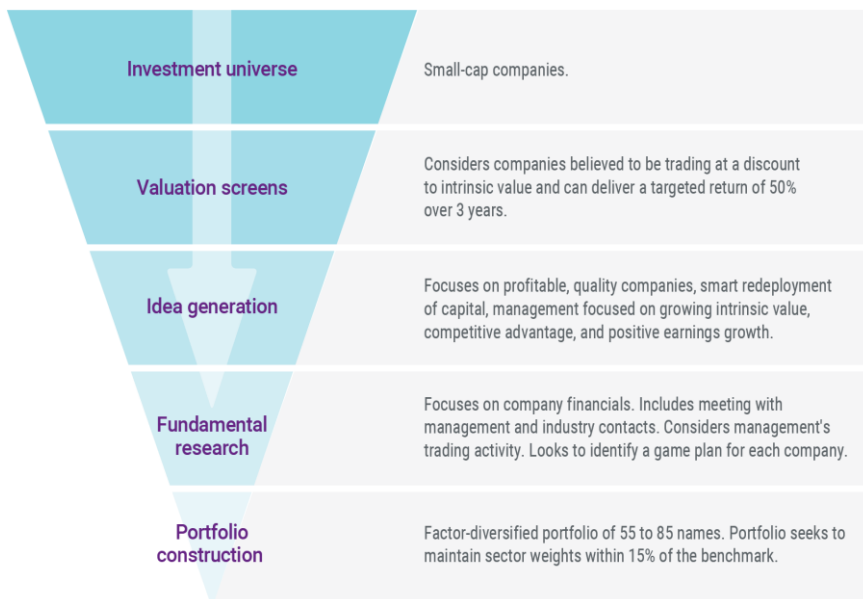 Investment universe
Small-cap companies.
Valuation screens
Considers companies believed to be trading at a discount
to intrinsic value and can deliver a targeted return of 50%
over 3 years.
Idea generation
Focuses on profitable, quality companies, smart redeployment
of capital, management focused on growing intrinsic value,
competitive advantage, and positive earnings growth.
Fundamental
research
Focuses on company financials. Includes meeting with
management and industry contacts. Considers management's
trading activity. Looks to identify a game plan for each company.
Portfolio
construction
Factor-diversified portfolio of 55 to 85 names. Portfolio seeks to
maintain sector weights within 15% of the benchmark.